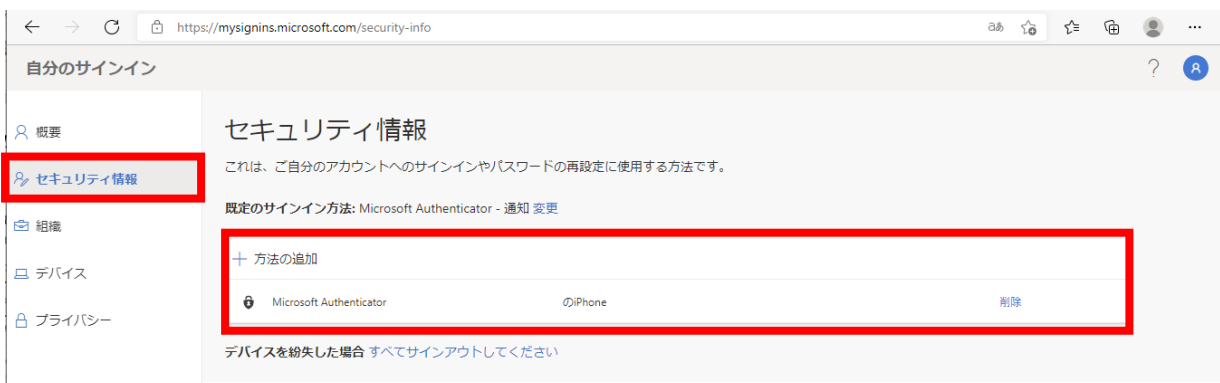 https://mysignins.microsoft.com/security-info
aあ
自分のサインイン
?
A
概要
セキュリティ情報
組織
デバイス
プライバシー
セキュリティ情報
これは、ご自分のアカウントへのサインインやパスワードの再設定に使用する方法です。
既定のサインイン方法: Microsoft Authenticator - 通知 変更
+ 方法の追加
Microsoft Authenticator のiPhone 削除
デバイスを紛失した場合 すべてサインアウトしてください